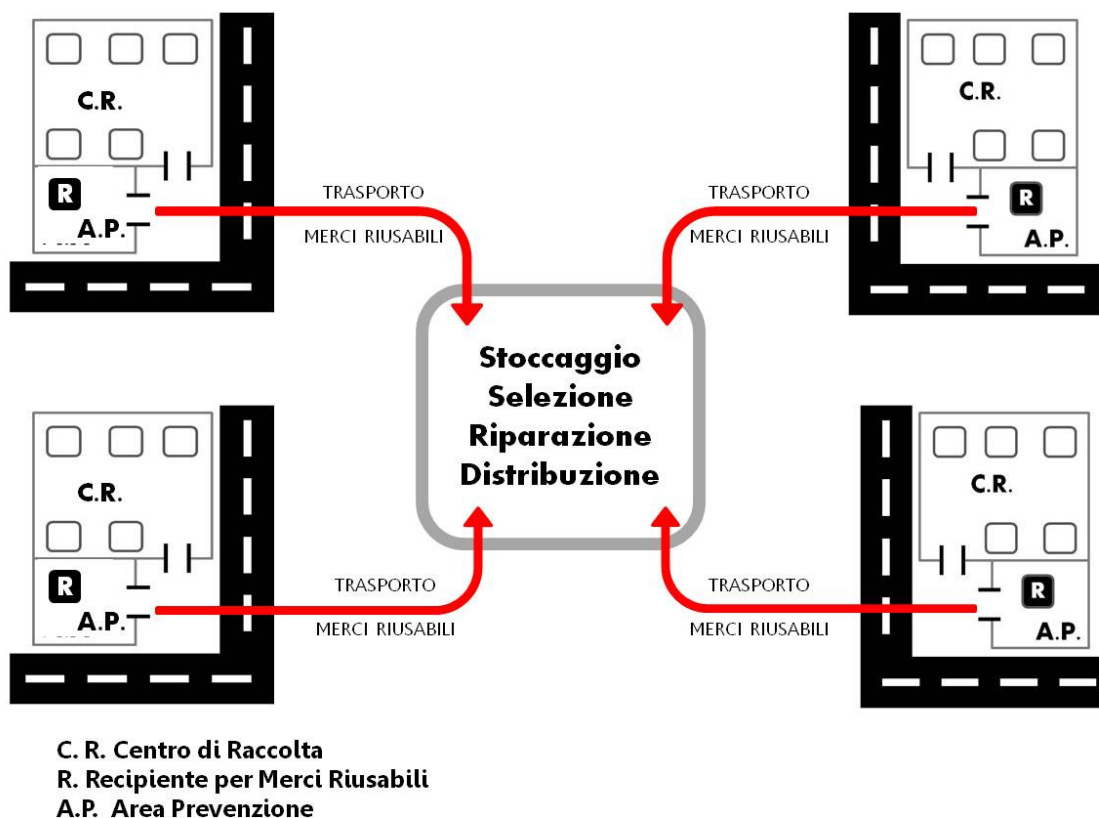 C.R.
R
A.P.
TRASPORTO
MERCI RIUSABILI
C.R.
R
A.P.
TRASPORTO
MERCI RIUSABILI
Stoccaggio
Selezione
Riparazione
Distribuzione
C.R.
R
A.P.
TRASPORTO
MERCI RIUSABILI
C.R.
R
A.P.
TRASPORTO
MERCI RIUSABILI
C. R. Centro di Raccolta
R. Recipiente per Merci Riusabili
A.P. Area Prevenzione